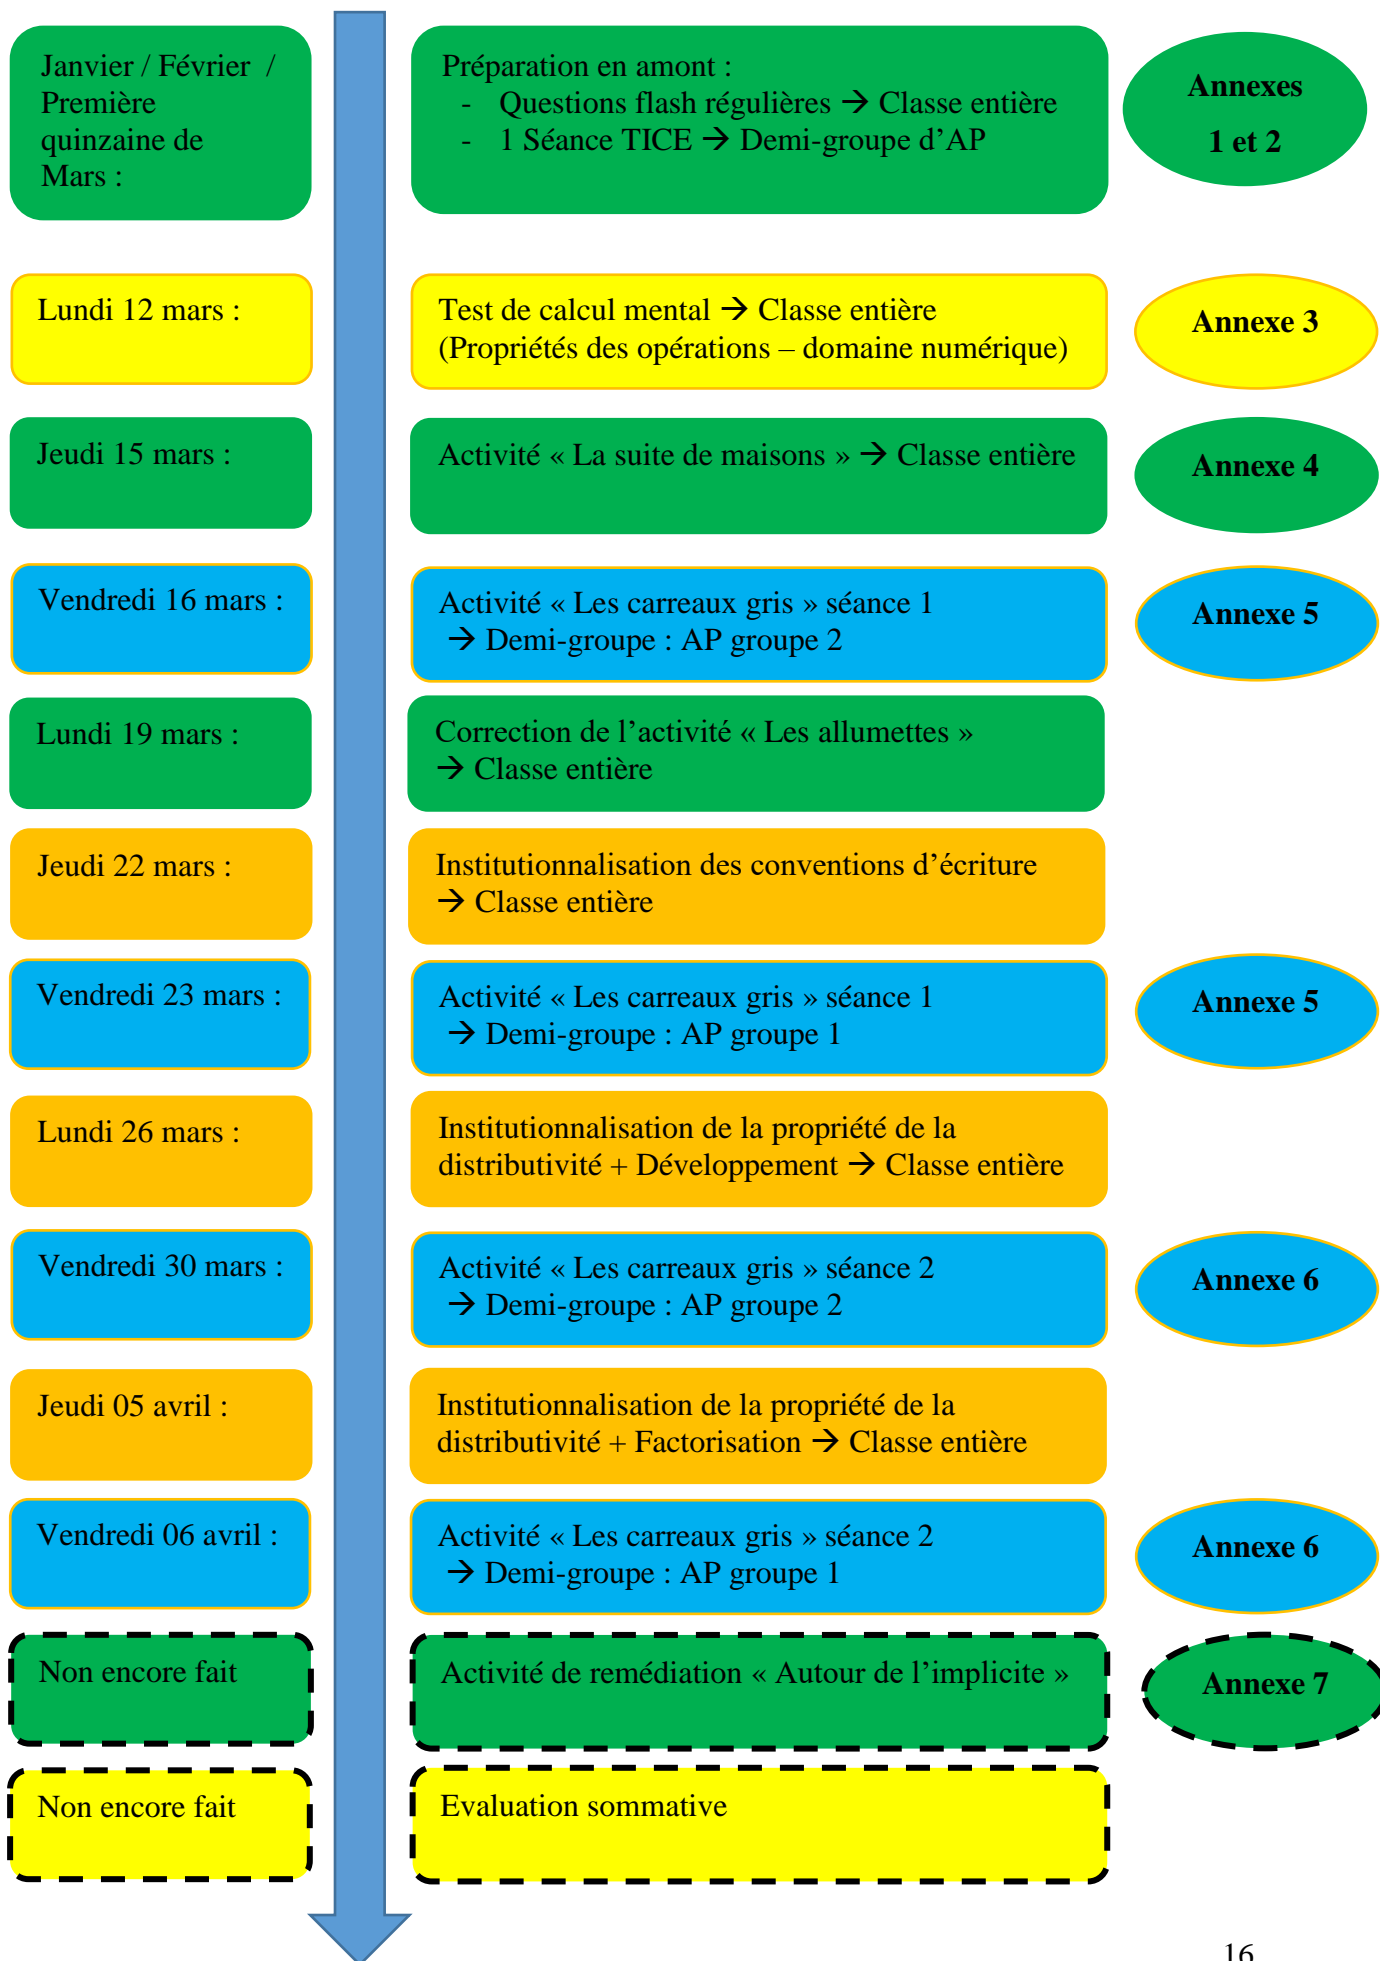 Janvier / Février /
Première
quinzaine de
Mars :
Préparation en amont :
- Questions flash régulières → Classe entière
- 1 Séance TICE → Demi-groupe d’AP
Annexes
1 et 2
Lundi 12 mars :
Test de calcul mental → Classe entière
(Propriétés des opérations – domaine numérique)
Annexe 3
Jeudi 15 mars :
Activité « La suite de maisons » → Classe entière
Annexe 4
Vendredi 16 mars :
Activité « Les carreaux gris » séance 1
→ Demi-groupe : AP groupe 2
Annexe 5
Lundi 19 mars :
Correction de l’activité « Les allumettes »
→ Classe entière
Jeudi 22 mars :
Institutionnalisation des conventions d’écriture
→ Classe entière
Vendredi 23 mars :
Activité « Les carreaux gris » séance 1
→ Demi-groupe : AP groupe 1
Annexe 5
Lundi 26 mars :
Institutionnalisation de la propriété de la
distributivité + Développement → Classe entière
Vendredi 30 mars :
Activité « Les carreaux gris » séance 2
→ Demi-groupe : AP groupe 2
Annexe 6
Jeudi 05 avril :
Institutionnalisation de la propriété de la
distributivité + Factorisation → Classe entière
Vendredi 06 avril :
Activité « Les carreaux gris » séance 2
→ Demi-groupe : AP groupe 1
Annexe 6
Non encore fait
Activité de remédiation « Autour de l’implicite »
Annexe 7
Non encore fait
Evaluation sommative
16